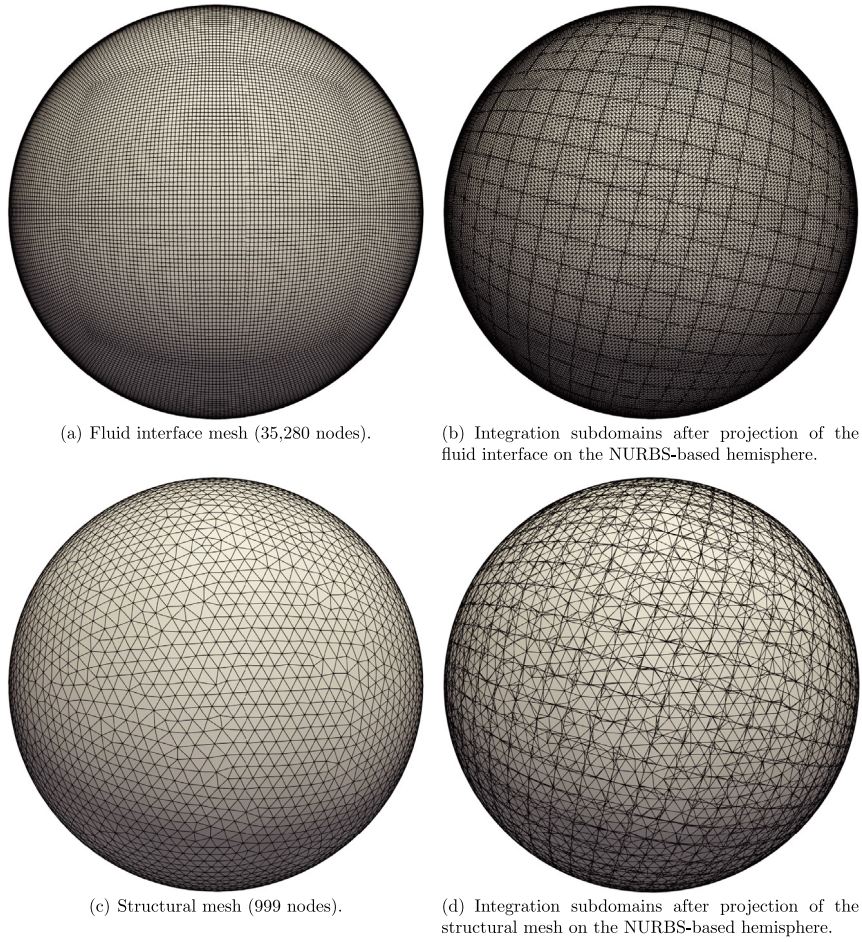 (a) Fluid interface mesh (35,280 nodes).
(b) Integration subdomains after projection of the
fluid interface on the NURBS-based hemisphere.
(c) Structural mesh (999 nodes).
(d) Integration subdomains after projection of the
structural mesh on the NURBS-based hemisphere.